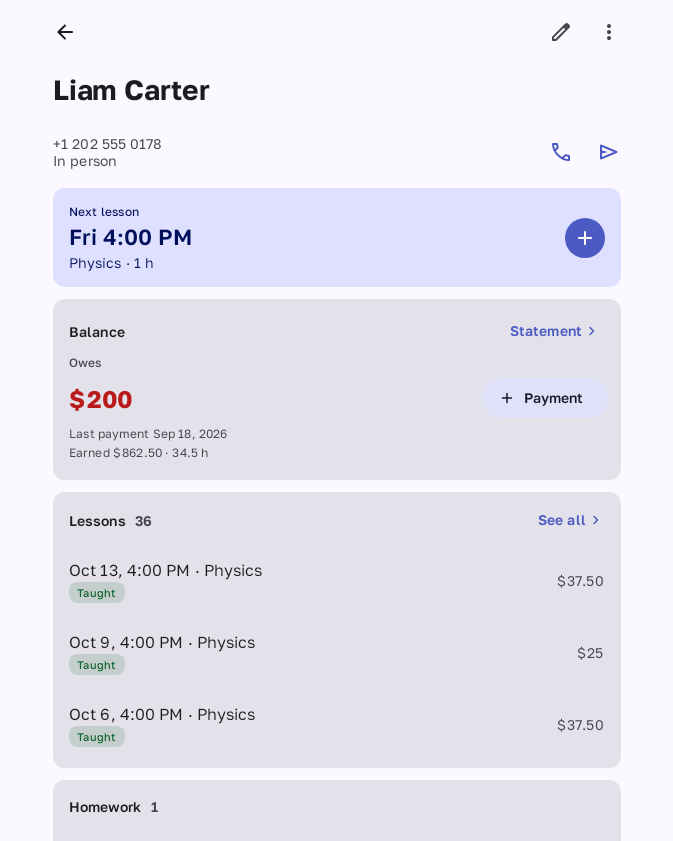 Liam Carter
+1 202 555 0178
In person
Next lesson
Fri 4:00 PM
Physics · 1 h
Balance
Statement
Owes
$200
Payment
Last payment Sep 18, 2026
Earned $862.50 · 34.5 h
Lessons 36
See all
Oct 13, 4:00 PM · Physics
Taught
$37.50
Oct 9, 4:00 PM · Physics
Taught
$25
Oct 6, 4:00 PM · Physics
Taught
$37.50
Homework 1